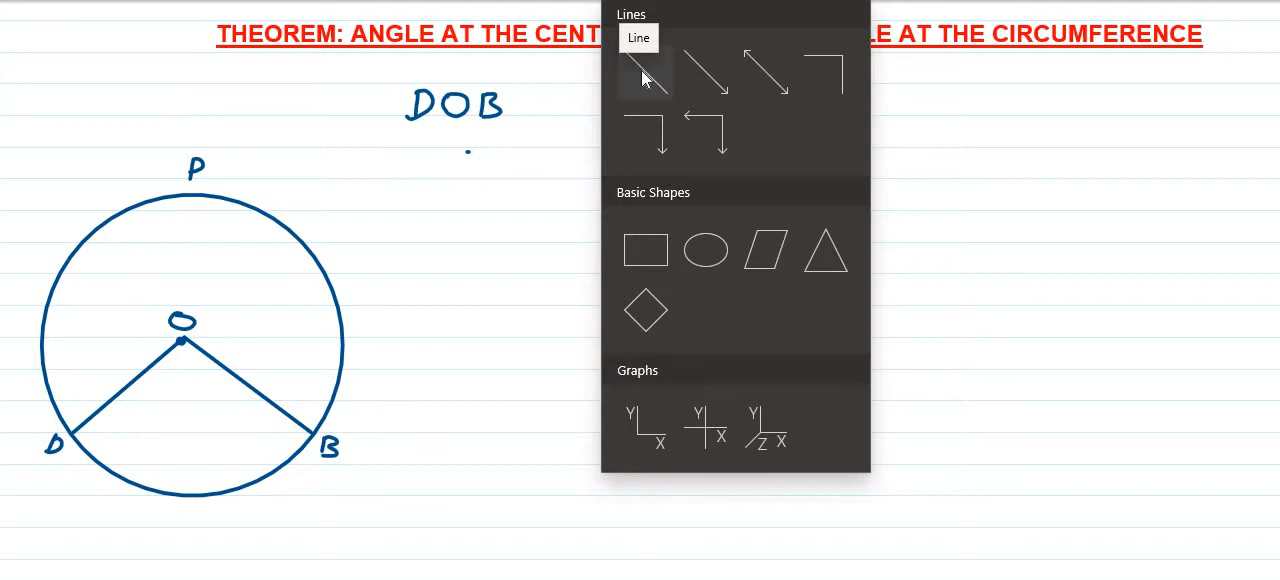 Lines
THEOREM: ANGLE AT THE CENT LE AT THE CIRCUMFERENCE
Line
DOB
P
Basic Shapes
O
Graphs
Y X Y X Y Z X
D B